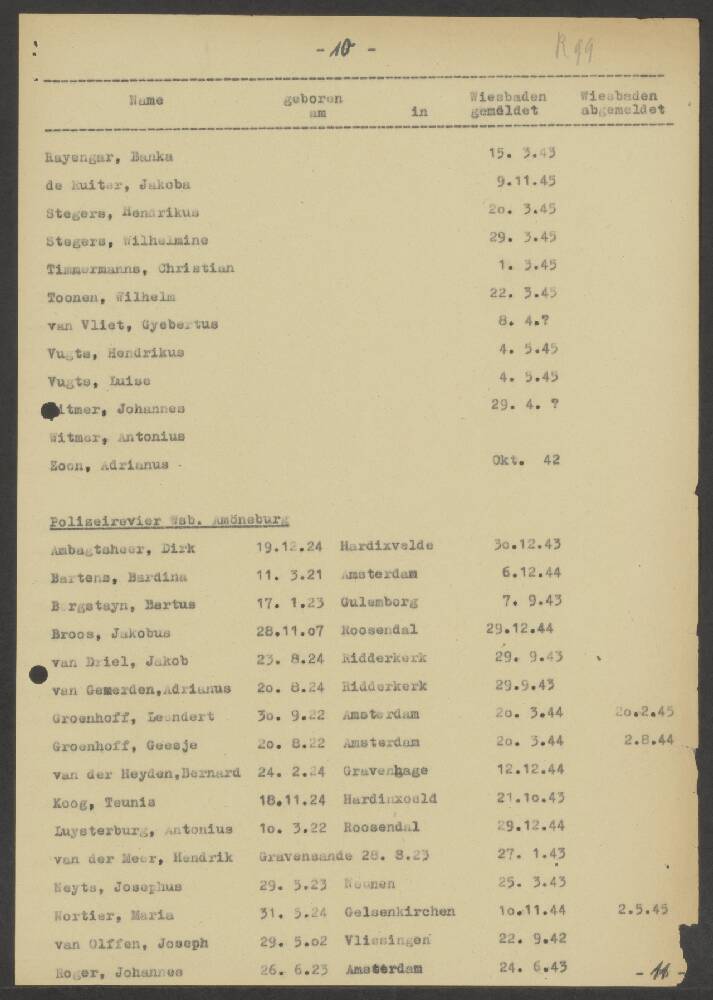 - 10 -
R 99
Name geboren am in Wiesbaden gemeldet Wiesbaden abgemeldet
Rayengar, Banka 15. 3.43
de Ruiter, Jakoba 9.11.45
Stegers, Hendrikus 2o. 3.45
Stegers, Wilhelmine 29. 3.45
Timmermanns, Christian 1. 3.45
Toonen, Wilhelm 22. 3.45
van Vliet, Gysbertus 8. 4.?
Vugts, Hendrikus 4. 5.45
Vugts, Luise 4. 5.45
Witmer, Johannes 29. 4. ?
Witmer, Antonius
Zoon, Adrianus Okt. 42
Polizeirevier Wsb. Amöneburg
Ambagtsheer, Dirk 19.12.24 Hardixvelde 3o.12.43
Bartens, Bardina 11. 3.21 Amsterdam 6.12.44
Bergstayn, Bartus 17. 1.23 Gulemborg 7. 9.43
Broos, Jakobus 28.11.o7 Roosendal 29.12.44
van Driel, Jakob 23. 8.24 Ridderkerk 29. 9.43
van Gemerden,Adrianus 2o. 8.24 Ridderkerk 29.9.43
Groenhoff, Leendert 3o. 9.22 Amsterdam 2o. 3.44 2o.2.45
Groenhoff, Geesje 2o. 8.22 Amsterdam 2o. 3.44 2.8.44
van der Heyden,Bernard 24. 2.24 Gravenhage 12.12.44
Koog, Teunis 18.11.24 Hardinxoeld 21.1o.43
Luysterburg, Antonius 1o. 3.22 Roosendal 29.12.44
van der Meer, Hendrik Gravensande 28. 8.23 27. 1.43
Neyts, Josephus 29. 3.23 Neunen 25. 3.43
Nortier, Maria 31. 5.24 Gelsenkirchen 1o.11.44 2.5.45
van Olffen, Joseph 29. 5.o2 Vliesingen 22. 9.42
Roger, Johannes 26. 6.23 Amsterdam 24. 6.43
- 11 -